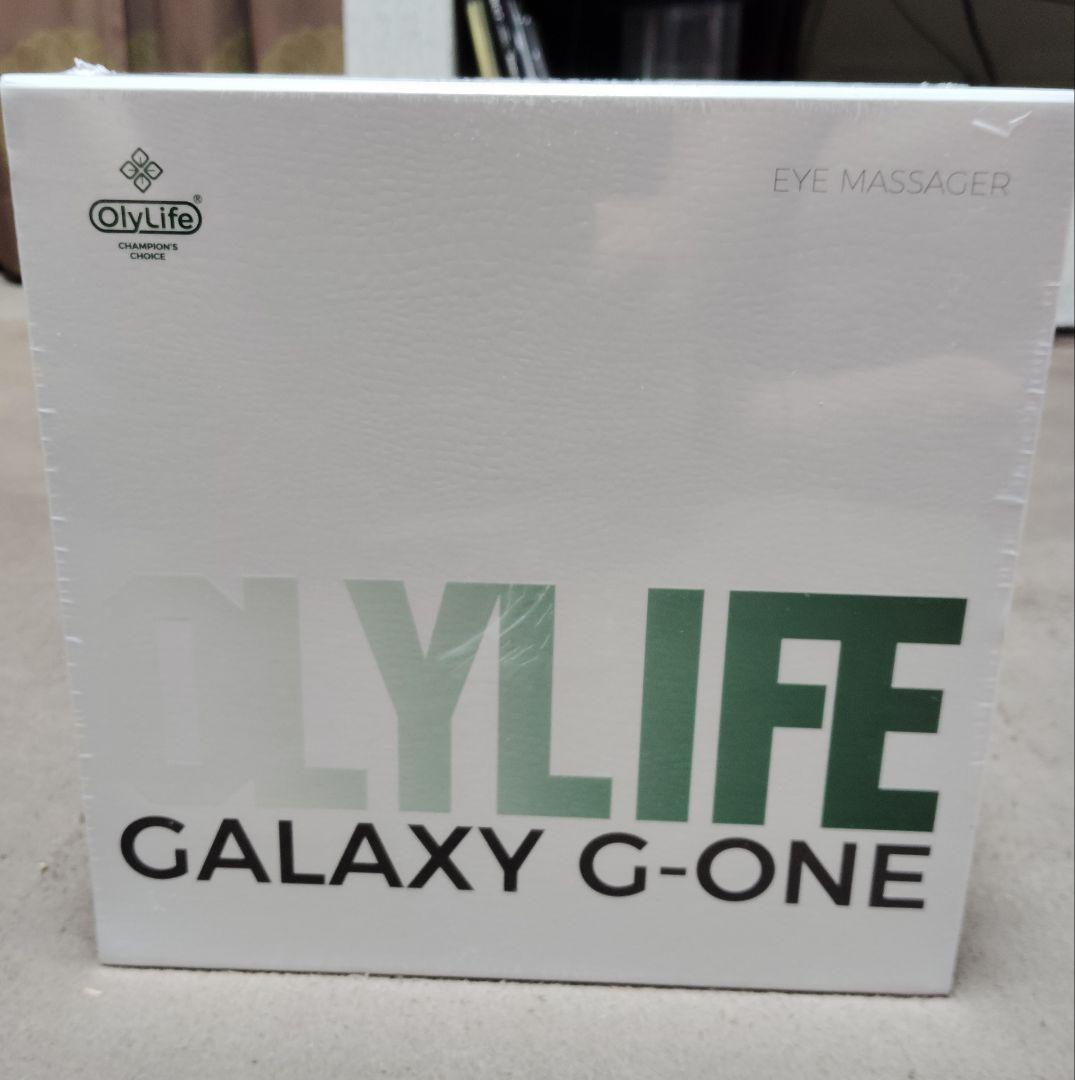 OlyLife®
CHAMPION'S
CHOICE
EYE MASSAGER
OLYLIFE
GALAXY G-ONE